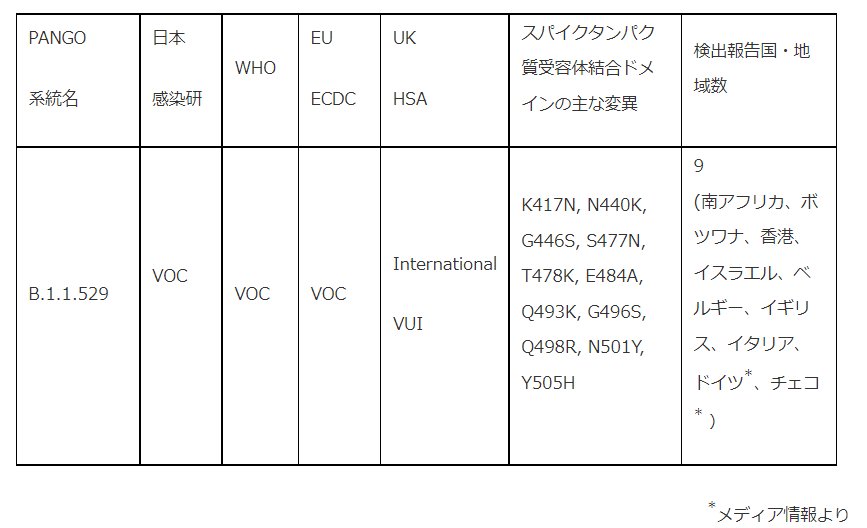 PANGO
系統名
日本
感染研
WHO
EU
ECDC
UK
HSA
スパイクタンパク
質受容体結合ドメ
インの主な変異
検出報告国・地
域数
B.1.1.529
VOC
VOC
VOC
International
VUI
K417N, N440K,
G446S, S477N,
T478K, E484A,
Q493K, G496S,
Q498R, N501Y,
Y505H
9
(南アフリカ、ボ
ツワナ、香港、
イスラエル、ベ
ルギー、イギリ
ス、イタリア、
ドイツ*、チェコ
* )
*メディア情報より